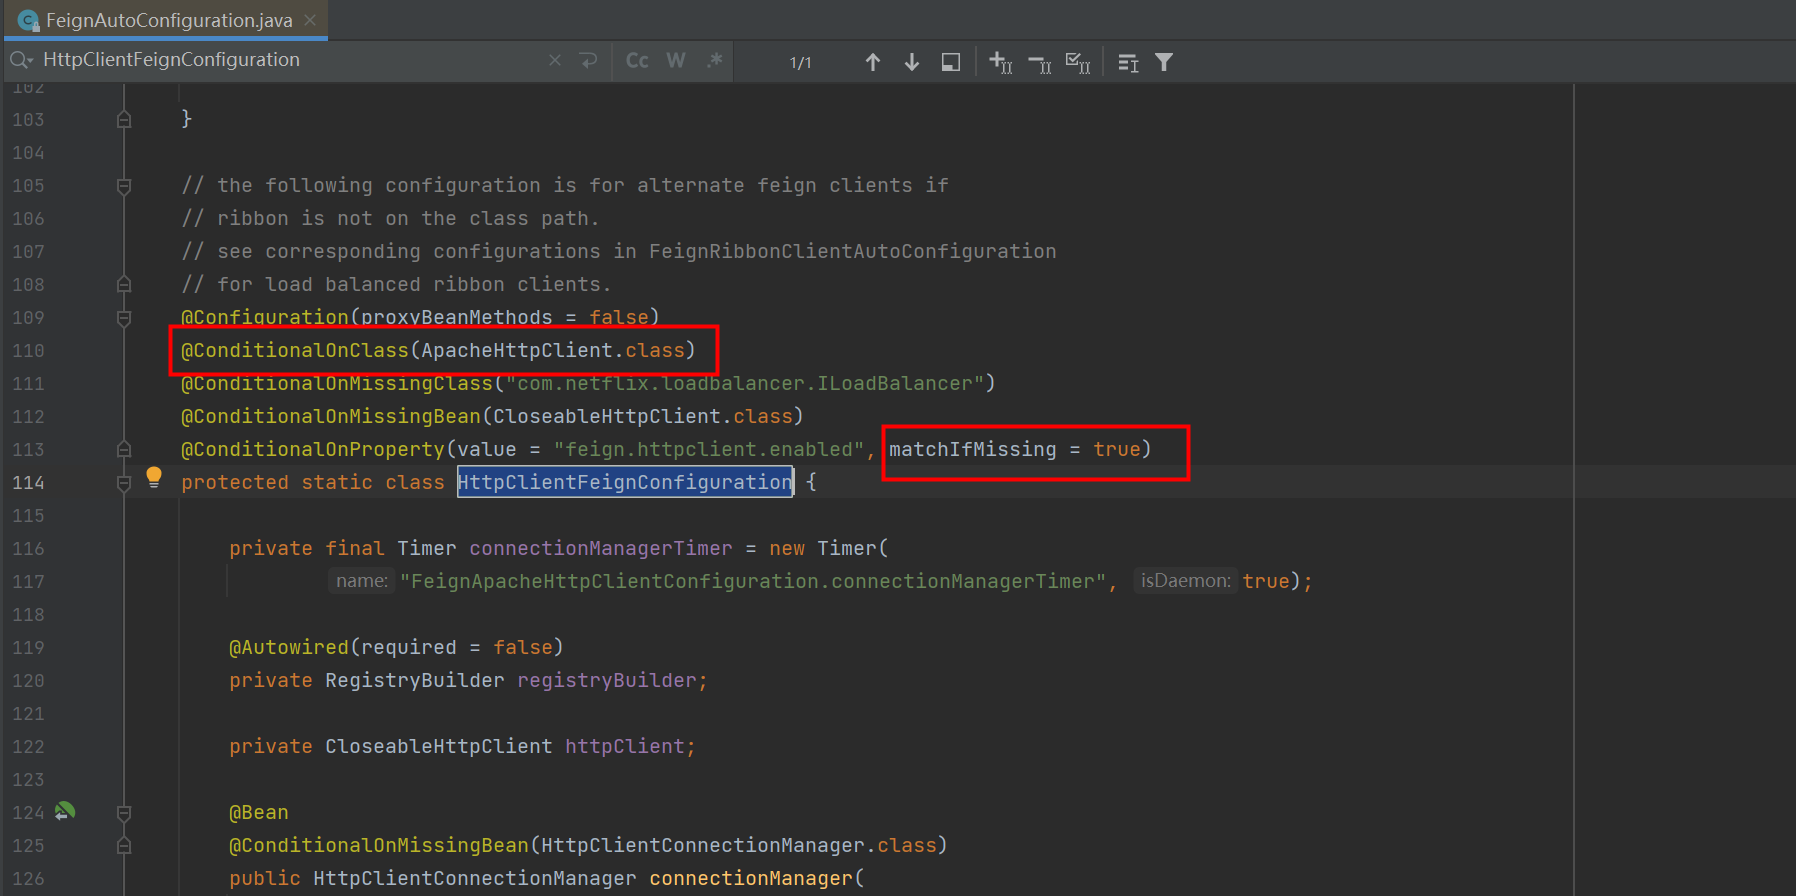 FeignAutoConfiguration.java
HttpClientFeignConfiguration Cc W .* 1/1
102
103 }
104
105 // the following configuration is for alternate feign clients if
106 // ribbon is not on the class path.
107 // see corresponding configurations in FeignRibbonClientAutoConfiguration
108 // for load balanced ribbon clients.
109 @Configuration(proxyBeanMethods = false)
110 @ConditionalOnClass(ApacheHttpClient.class)
111 @ConditionalOnMissingClass("com.netflix.loadbalancer.ILoadBalancer")
112 @ConditionalOnMissingBean(CloseableHttpClient.class)
113 @ConditionalOnProperty(value = "feign.httpclient.enabled", matchIfMissing = true)
114 protected static class HttpClientFeignConfiguration {
115
116 private final Timer connectionManagerTimer = new Timer(
117 name: "FeignApacheHttpClientConfiguration.connectionManagerTimer", isDaemon: true);
118
119 @Autowired(required = false)
120 private RegistryBuilder registryBuilder;
121
122 private CloseableHttpClient httpClient;
123
124 @Bean
125 @ConditionalOnMissingBean(HttpClientConnectionManager.class)
126 public HttpClientConnectionManager connectionManager(